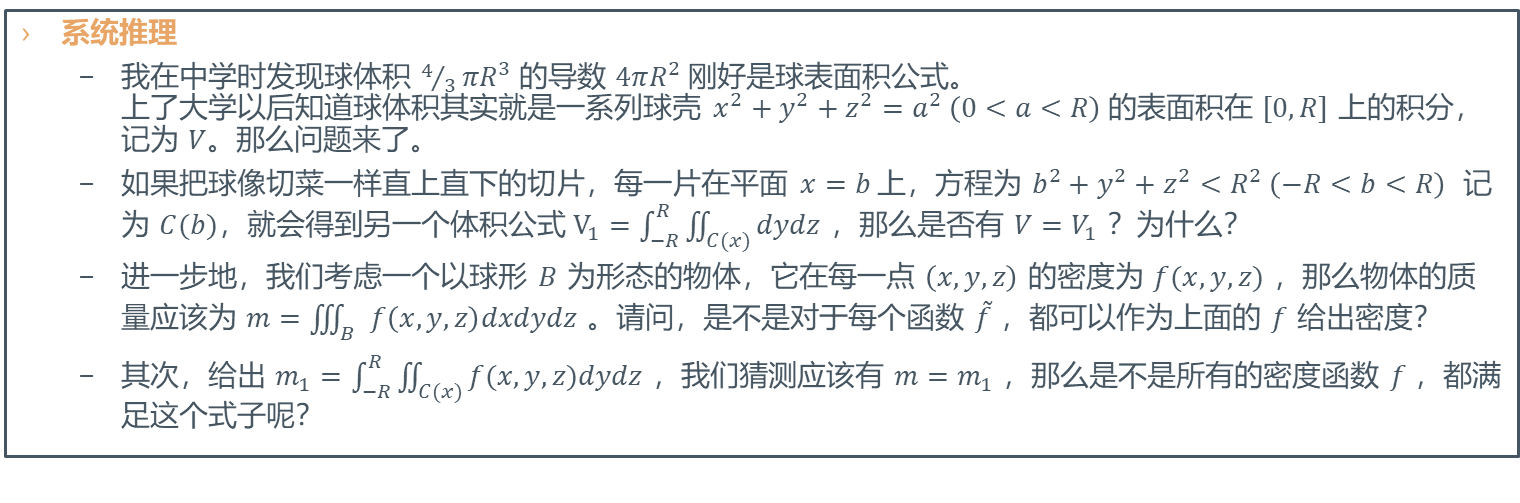 › 系统推理
– 我在中学时发现球体积 ⁴⁄₃ 𝜋𝑅³ 的导数 4𝜋𝑅² 刚好是球表面积公式。
上了大学以后知道球体积其实就是一系列球壳 𝑥² + 𝑦² + 𝑧² = 𝑎² (0 < 𝑎 < 𝑅) 的表面积在 [0, 𝑅] 上的积分，
记为 𝑉。那么问题来了。
– 如果把球像切菜一样直上直下的切片，每一片在平面 𝑥 = 𝑏 上，方程为 𝑏² + 𝑦² + 𝑧² < 𝑅² (−𝑅 < 𝑏 < 𝑅) 记
为 𝐶(𝑏)，就会得到另一个体积公式 V₁ = ∫_{−𝑅}^{𝑅} ∬_{𝐶(𝑥)} 𝑑𝑦𝑑𝑧 ，那么是否有 𝑉 = 𝑉₁ ？为什么？
– 进一步地，我们考虑一个以球形 𝐵 为形态的物体，它在每一点 (𝑥, 𝑦, 𝑧) 的密度为 𝑓(𝑥, 𝑦, 𝑧) ，那么物体的质
量应该为 𝑚 = ∭_𝐵 𝑓(𝑥, 𝑦, 𝑧)𝑑𝑥𝑑𝑦𝑑𝑧 。请问，是不是对于每个函数 𝑓̃ ，都可以作为上面的 𝑓 给出密度？
– 其次，给出 𝑚₁ = ∫_{−𝑅}^{𝑅} ∬_{𝐶(𝑥)} 𝑓(𝑥, 𝑦, 𝑧)𝑑𝑦𝑑𝑧 ，我们猜测应该有 𝑚 = 𝑚₁ ，那么是不是所有的密度函数 𝑓 ，都满
足这个式子呢？